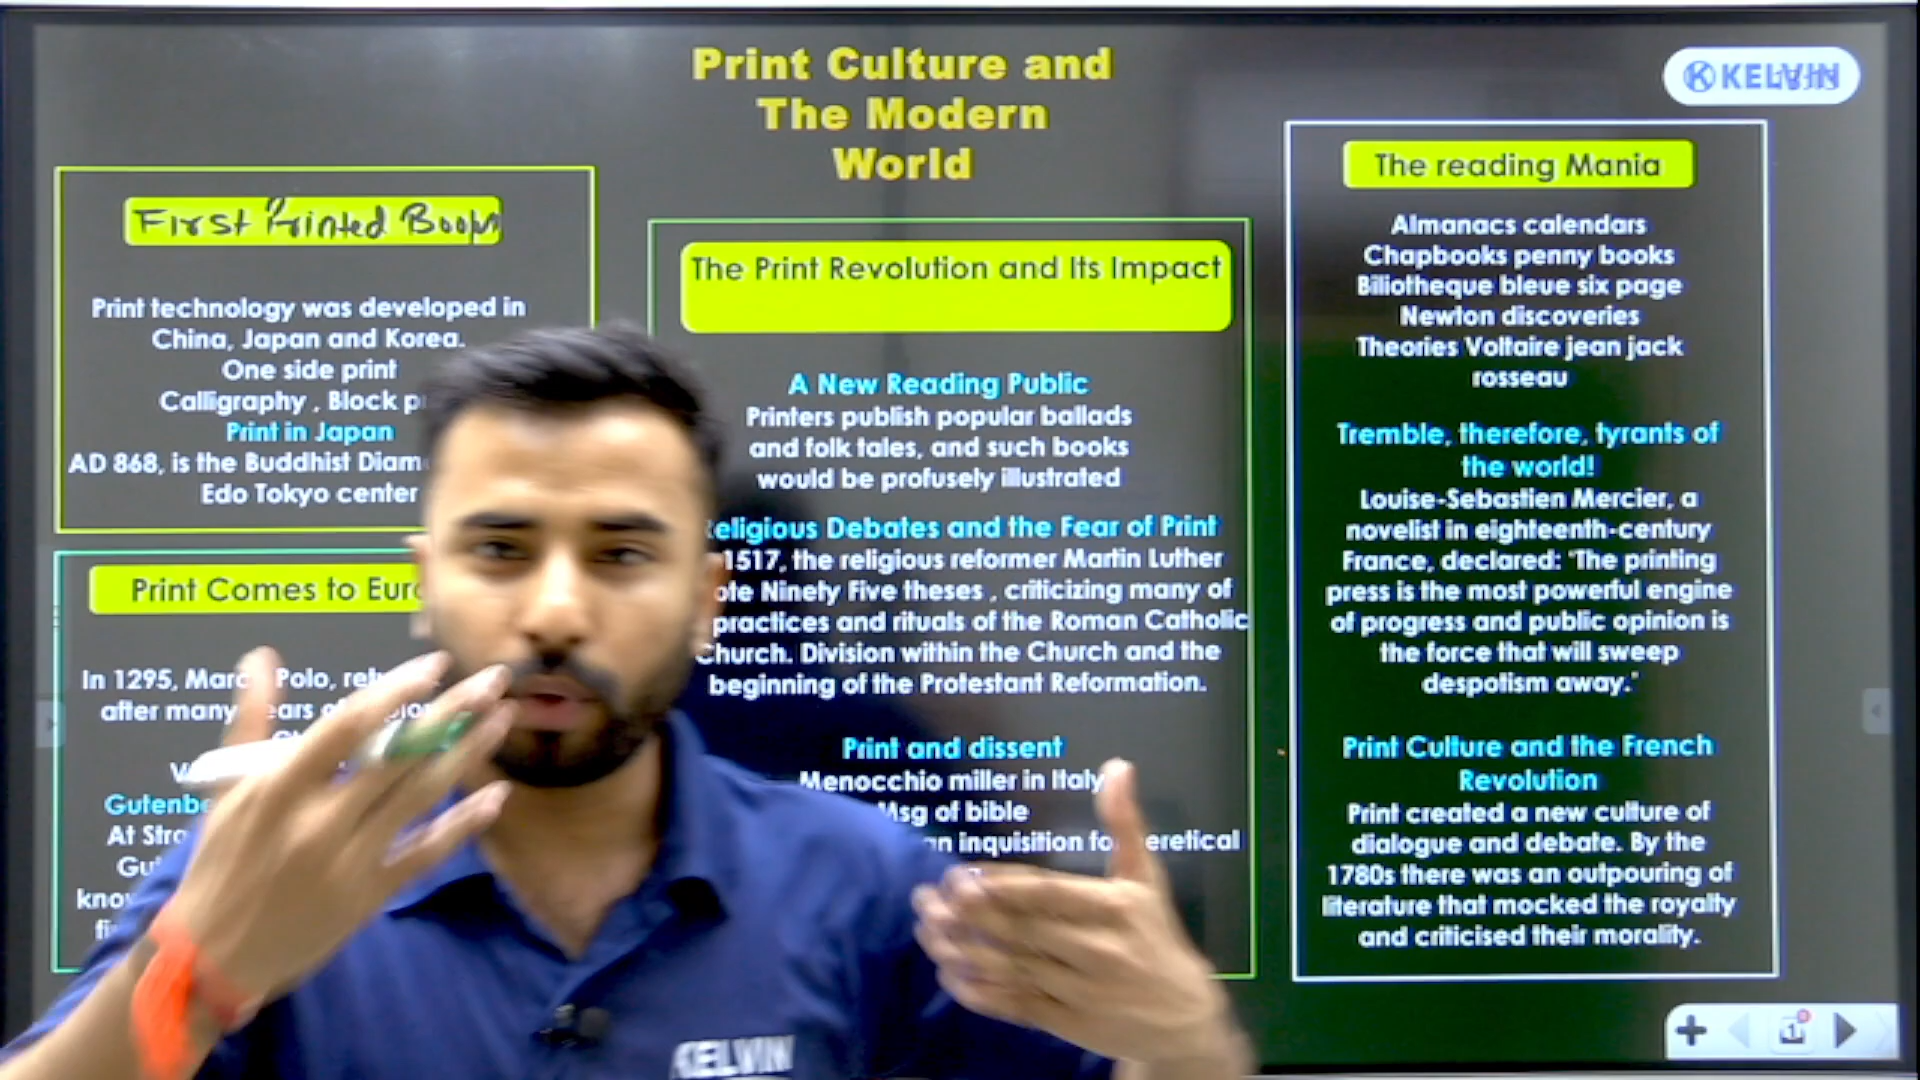 Print Culture and
The Modern
World
KELVIN
First Printed Books
Print technology was developed in
China, Japan and Korea.
One side print
Calligraphy , Block
Print in Japan
AD 868, is the Buddhist
Edo Tokyo center
Print Comes to
In 1295, Polo,
after many
At
The Print Revolution and Its Impact
A New Reading Public
Printers publish popular ballads
and folk tales, and such books
would be profusely illustrated
Debates and the Fear of Print
1517, the religious reformer Martin Luther
Ninety Five theses , criticizing many of
practices and rituals of the Roman Catholic
Church. Division within the Church and the
beginning of the Protestant Reformation.
Print and dissent
Menocchio miller in Italy
Msg of bible
an inquisition
The reading Mania
Almanacs calendars
Chapbooks penny books
Biliotheque bleue six page
Newton discoveries
Theories Voltaire jean jack
rosseau
Tremble, therefore, tyrants of
the world!
Louise-Sebastien Mercier, a
novelist in eighteenth-century
France, declared: 'The printing
press is the most powerful engine
of progress and public opinion is
the force that will sweep
despotism away.'
Print Culture and the French
Revolution
Print created a new culture of
dialogue and debate. By the
1780s there was an outpouring of
literature that mocked the royalty
and criticised their morality.
1
KELVIN